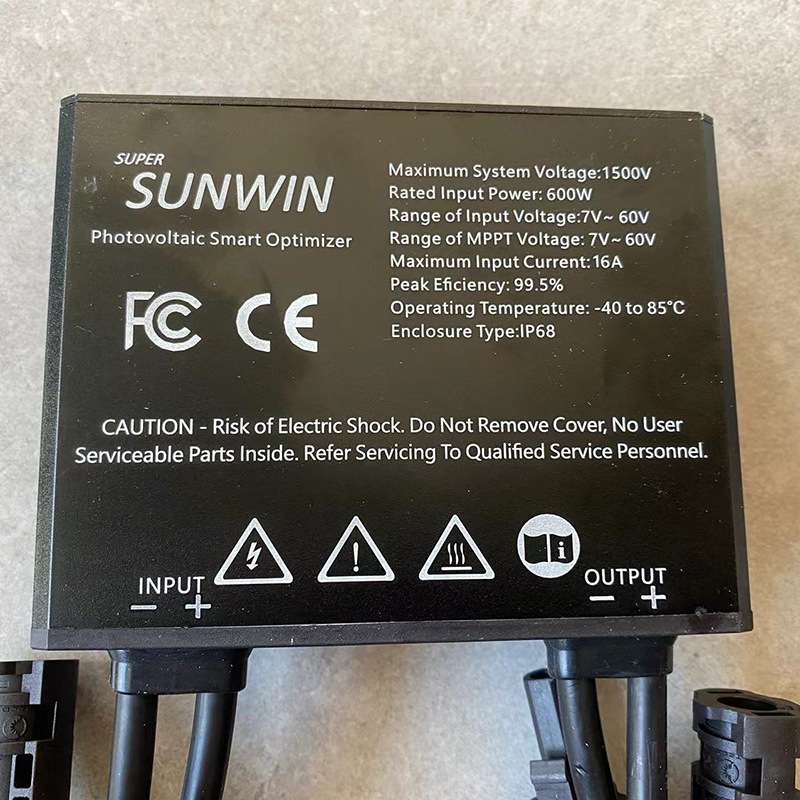 SUPER
SUNWIN
Photovoltaic Smart Optimizer
FC CE
Maximum System Voltage:1500V
Rated Input Power: 600W
Range of Input Voltage:7V~ 60V
Range of MPPT Voltage: 7V~ 60V
Maximum Input Current:16A
Peak Eficiency: 99.5%
Operating Temperature: -40 to 85℃
Enclosure Type:IP68
CAUTION - Risk of Electric Shock. Do Not Remove Cover, No User
Serviceable Parts Inside. Refer Servicing To Qualified Service Personnel.
INPUT
− +
OUTPUT
− +